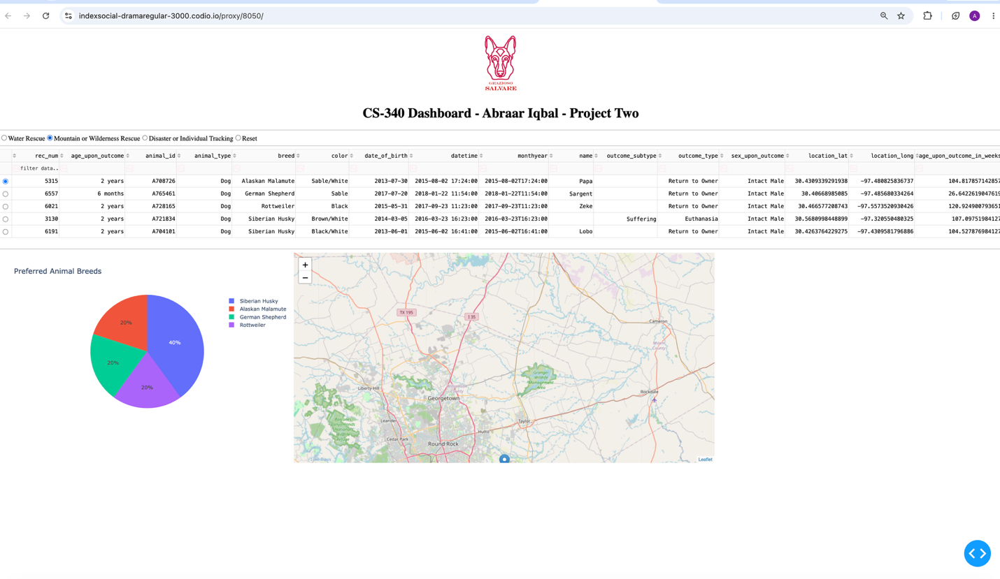 indexsocial-dramaregular-3000.codio.io/proxy/8050/
A
GRAZIOSO
SALVARE
CS-340 Dashboard - Abraar Iqbal - Project Two
Water Rescue Mountain or Wilderness Rescue Disaster or Individual Tracking Reset
rec_num age_upon_outcome animal_id animal_type breed color date_of_birth datetime monthyear name outcome_subtype outcome_type sex_upon_outcome location_lat location_long age_upon_outcome_in_weeks
filter data..
5315 2 years A708726 Dog Alaskan Malamute Sable/White 2013-07-30 2015-08-02 17:24:00 2015-08-02T17:24:00 Papa Return to Owner Intact Male 30.4309339291938 -97.480825836737 104.817857142857
6557 6 months A765461 Dog German Shepherd Sable 2017-07-20 2018-01-22 11:54:00 2018-01-22T11:54:00 Sargent Return to Owner Intact Male 30.40668985085 -97.485680334264 26.6422619047619
6021 2 years A728165 Dog Rottweiler Black 2015-05-31 2017-09-23 11:23:00 2017-09-23T11:23:00 Zeke Return to Owner Intact Male 30.466577208743 -97.5573520930426 120.924900793651
3130 2 years A721834 Dog Siberian Husky Brown/White 2014-03-05 2016-03-23 16:23:00 2016-03-23T16:23:00 Suffering Euthanasia Intact Male 30.5680998448899 -97.320550480325 107.0975198412
6191 2 years A704101 Dog Siberian Husky Black/White 2013-06-01 2015-06-02 16:41:00 2015-06-02T16:41:00 Lobo Return to Owner Intact Male 30.4263764229275 -97.4309581796886 104.527876984127
Preferred Animal Breeds
Siberian Husky
Alaskan Malamute
German Shepherd
Rottweiler
20%
40%
20%
20%
+
−
TX 195
I 35
Cameron
Milam
County
Granger
Wildlife
Management
Area
Liberty Hill
Williamson
County
Rockdale
Georgetown
Leander
Balcones
Canyonlands
National
Wildlife
Refuge
Taylor
Hutto
Cedar Park
Round Rock
Lake Travis
Leaflet